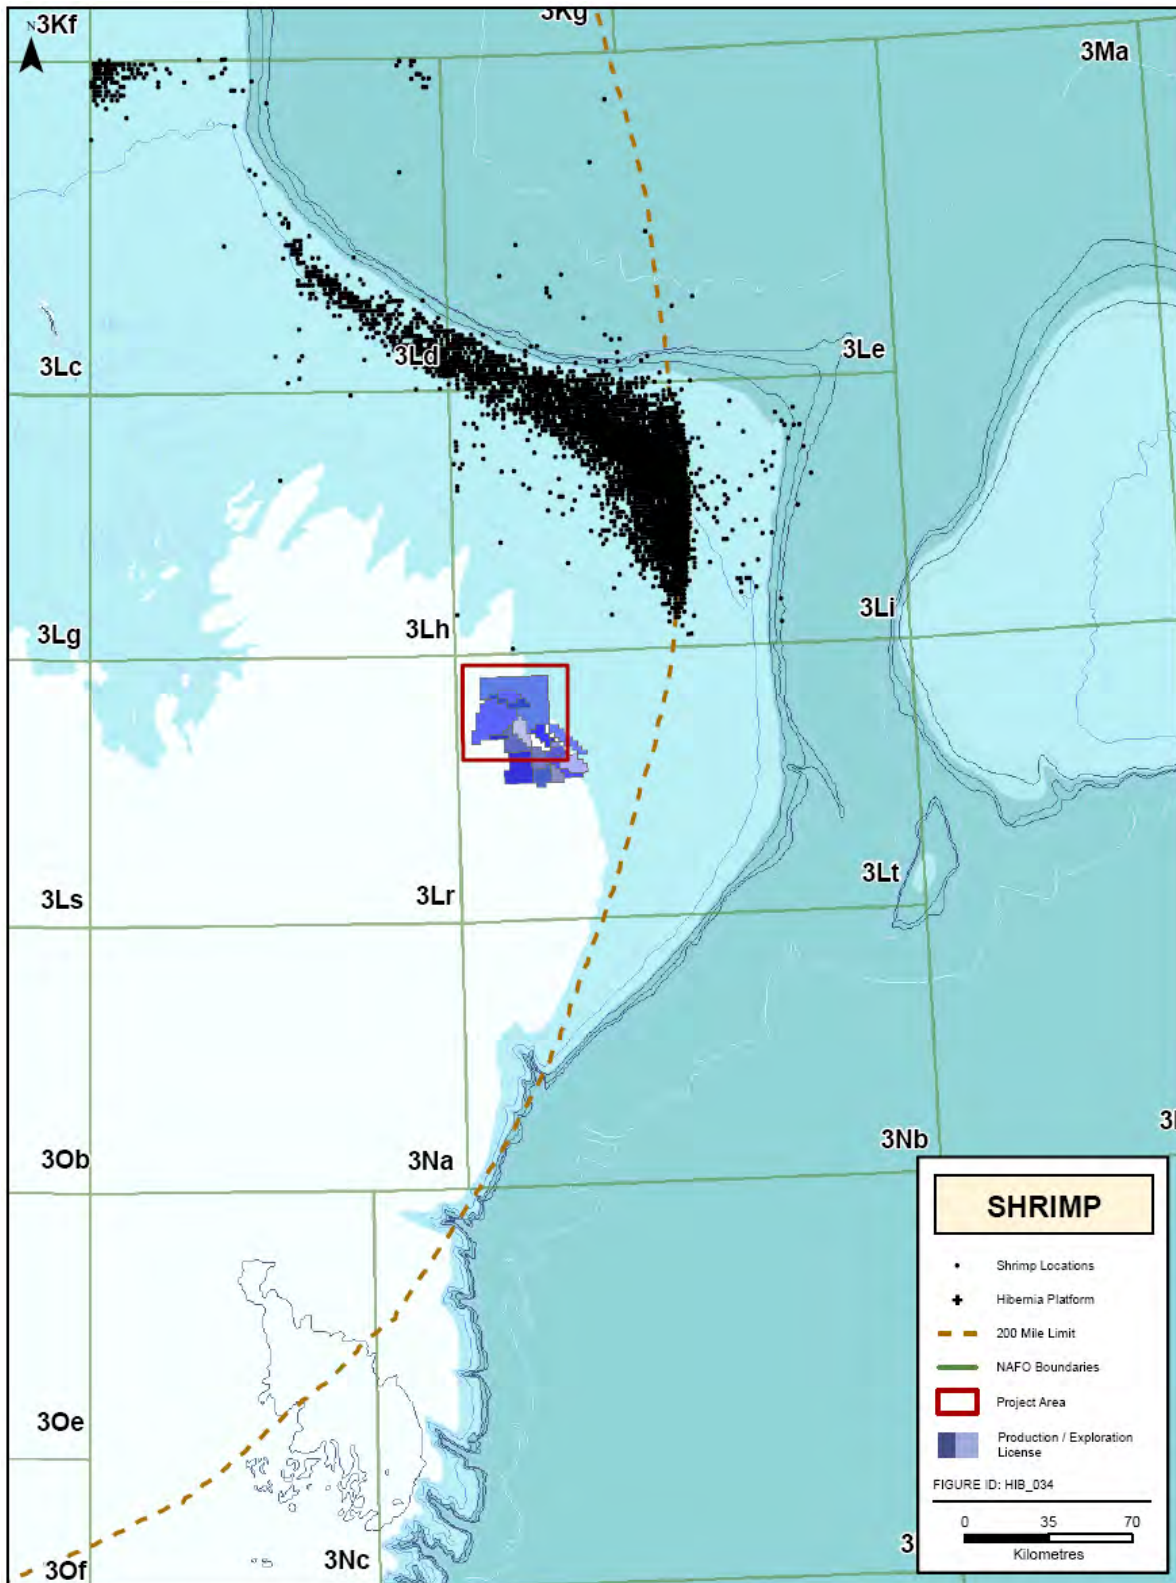 3Kf
N
3Kg
3Ma
3Lc
3Ld
3Le
3Lg
3Lh
3Li
3Ls
3Lr
3Lt
3Ob
3Na
3Nb
3Oe
3Of
3Nc
SHRIMP
Shrimp Locations
Hibernia Platform
200 Mile Limit
NAFO Boundaries
Project Area
Production / Exploration
License
FIGURE ID: HIB_034
0 35 70
Kilometres